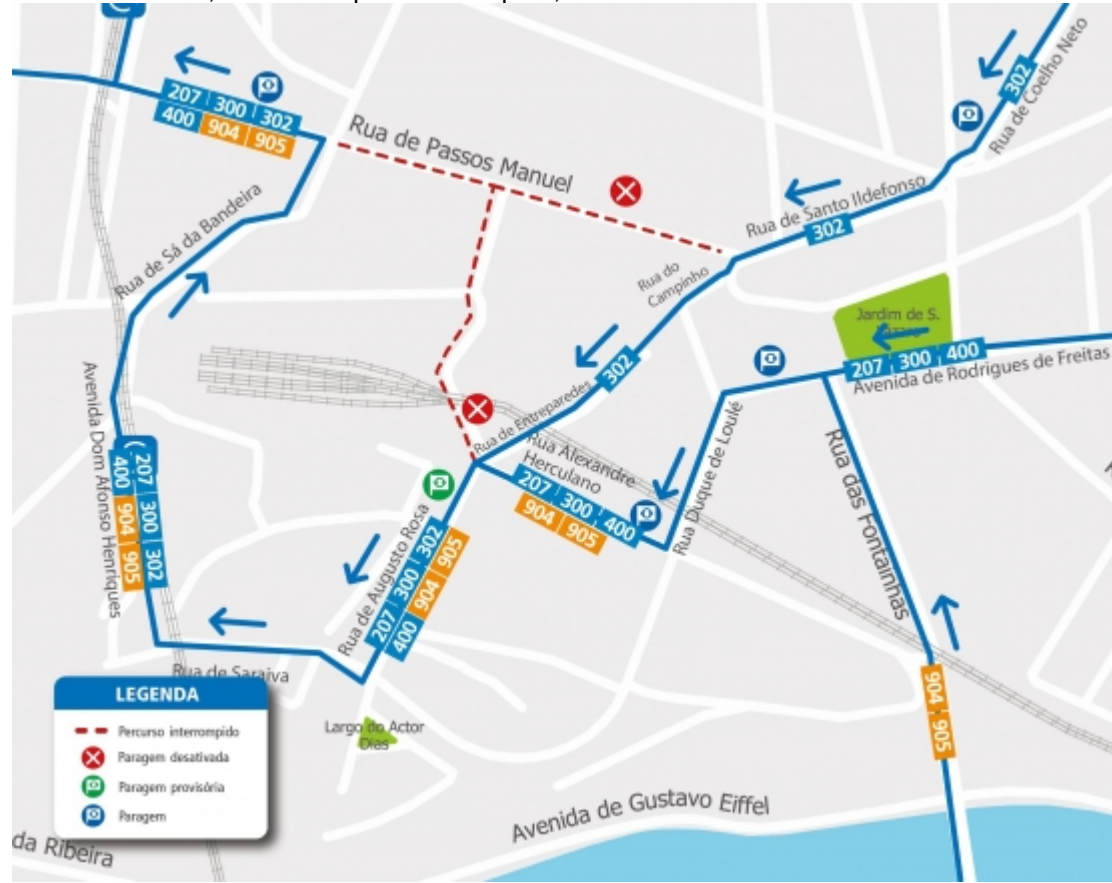 207 300 302
400 904 905
Rua de Passos Manuel
302
Rua de Coelho Neto
Rua de Santo Ildefonso
302
Rua de Sá da Bandeira
Rua do
Campinho
Jardim de S.
207 300 400
Avenida de Rodrigues de Freitas
302
Rua de Entreparedes
Avenida Dom Afonso Henriques
Rua Alexandre
Herculano
207 300 400
904 905
Rua Duque de Loulé
Rua das Fontainhas
207 300 302
400 904 905
Rua de Augusto Rosa
207 300 302
400 904 905
Rua de Saraiva
904 905
LEGENDA
Percurso interrompido
Paragem desativada
Paragem provisória
Paragem
Largo do Actor
Dias
Avenida de Gustavo Eiffel
da Ribeira